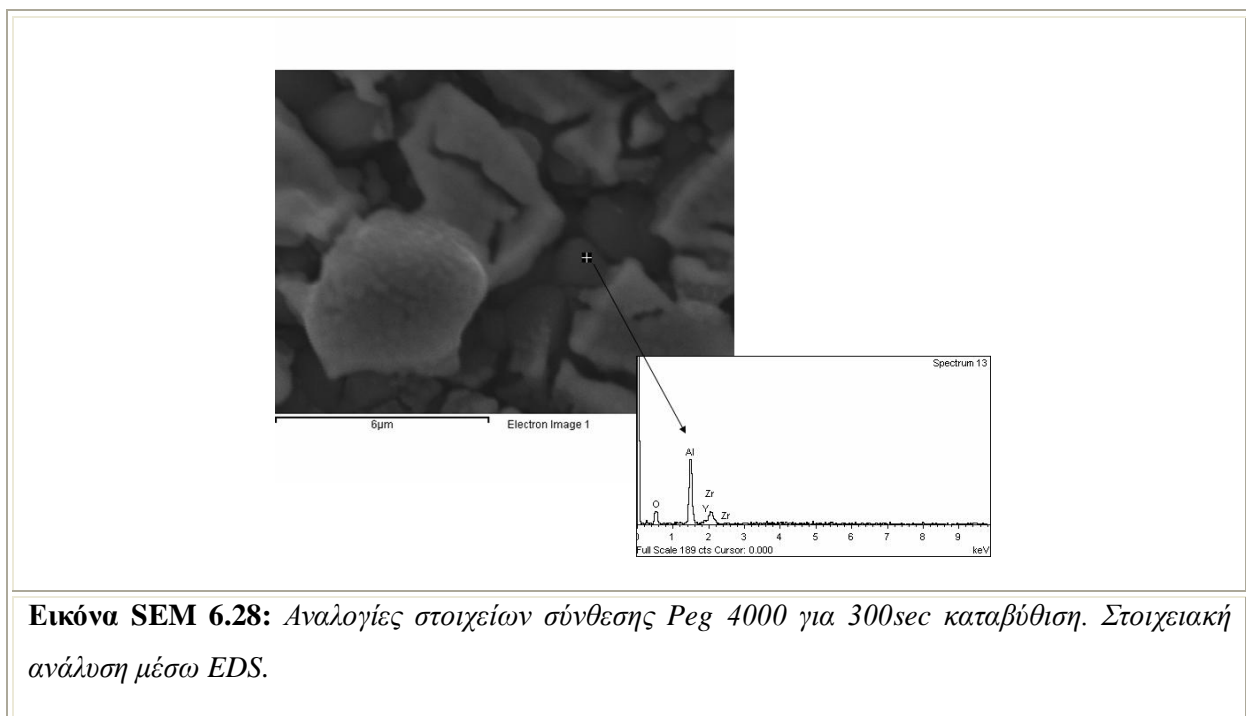 6μm
Electron Image 1
Spectrum 13
Al
O
Zr
Y
Zr
0 1 2 3 4 5 6 7 8 9
Full Scale 189 cts Cursor: 0.000
keV
Εικόνα SEM 6.28: Αναλογίες στοιχείων σύνθεσης Peg 4000 για 300sec καταβύθιση. Στοιχειακή
ανάλυση μέσω EDS.